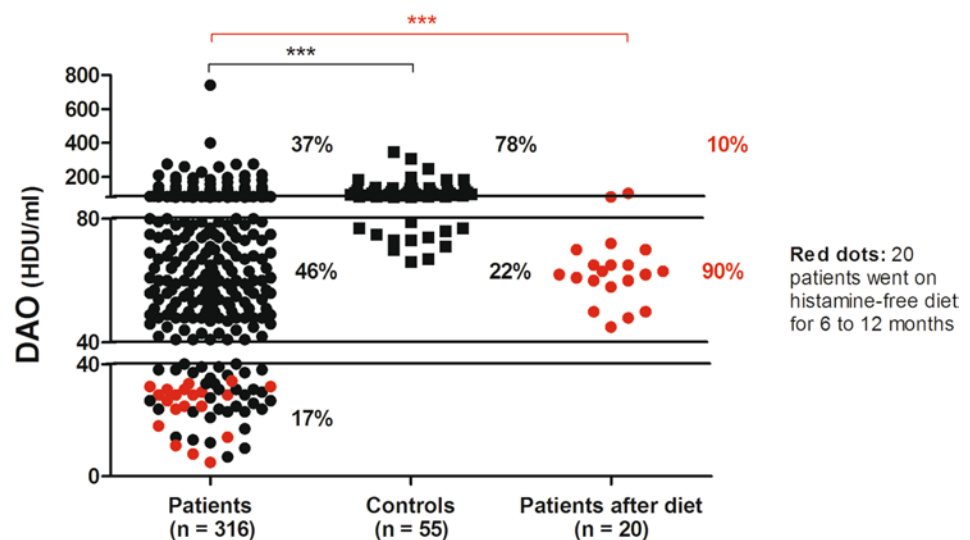 ***
***
800
600
400
200
80
40
40
0
DAO (HDU/ml)
37%
78%
10%
46%
22%
90%
17%
Red dots: 20
patients went on
histamine-free diet
for 6 to 12 months
Patients
(n = 316)
Controls
(n = 55)
Patients after diet
(n = 20)